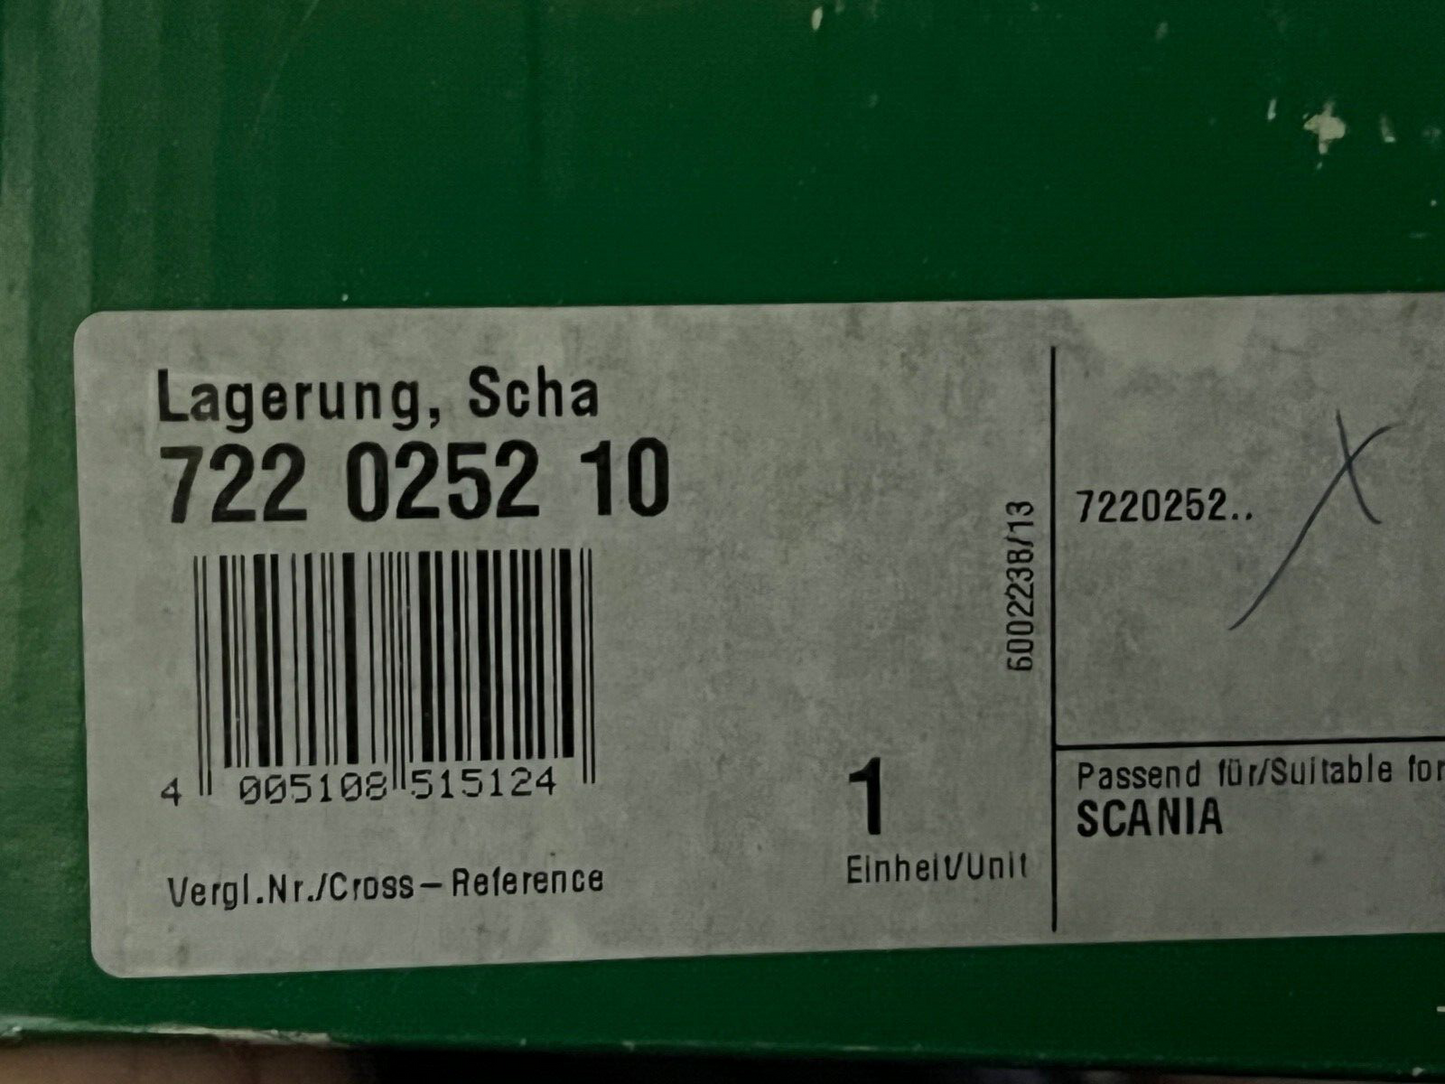 Lagerung, Scha
722 0252 10
4 005108 515124
Vergl.Nr./Cross-Reference
1
Einheit/Unit
6002238/13
7220252..
Passend für/Suitable for
SCANIA